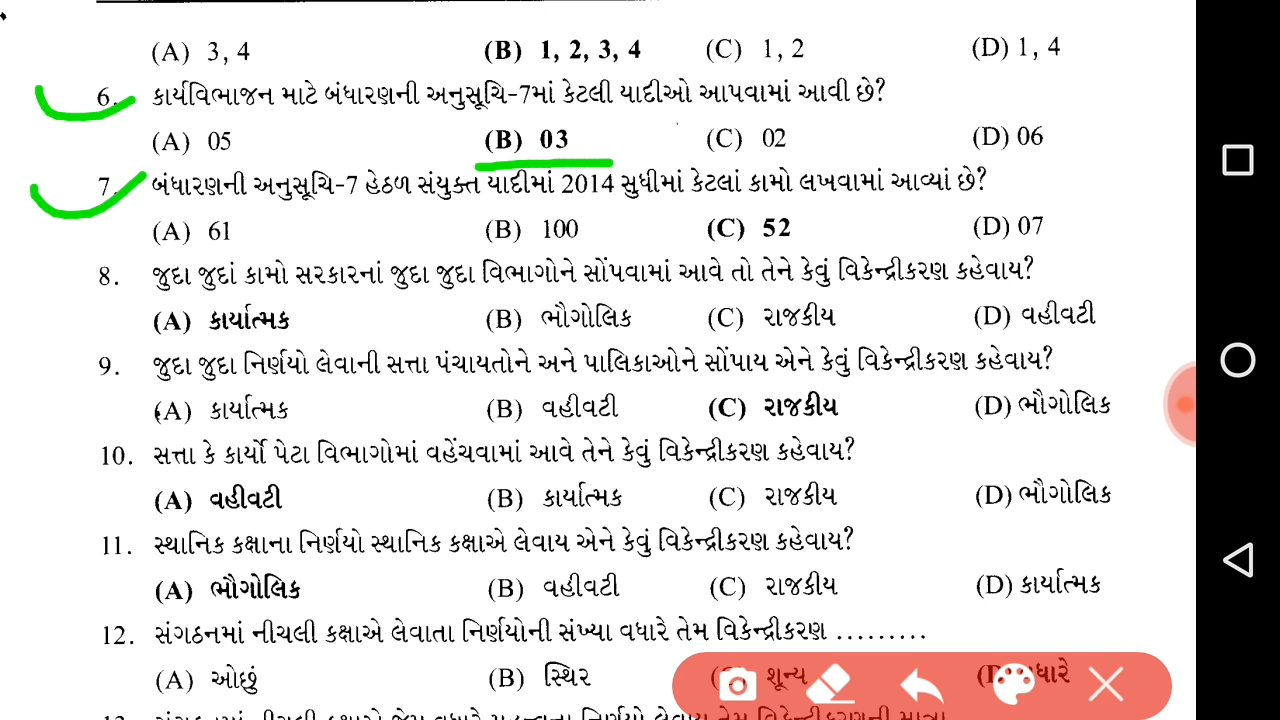 (A) 3, 4 (B) 1, 2, 3, 4 (C) 1, 2 (D) 1, 4
6. કાર્યવિભાજન માટે બંધારણની અનુસૂચિ-7માં કેટલી યાદીઓ આપવામાં આવી છે?
(A) 05 (B) 03 (C) 02 (D) 06
7. બંધારણની અનુસૂચિ-7 હેઠળ સંયુક્ત યાદીમાં 2014 સુધીમાં કેટલાં કામો લખવામાં આવ્યાં છે?
(A) 61 (B) 100 (C) 52 (D) 07
8. જુદા જુદાં કામો સરકારનાં જુદા જુદા વિભાગોને સોંપવામાં આવે તો તેને કેવું વિકેન્દ્રીકરણ કહેવાય?
(A) કાર્યાત્મક (B) ભૌગોલિક (C) રાજકીય (D) વહીવટી
9. જુદા જુદા નિર્ણયો લેવાની સત્તા પંચાયતોને અને પાલિકાઓને સોંપાય એને કેવું વિકેન્દ્રીકરણ કહેવાય?
(A) કાર્યાત્મક (B) વહીવટી (C) રાજકીય (D) ભૌગોલિક
10. સત્તા કે કાર્યો પેટા વિભાગોમાં વહેંચવામાં આવે તેને કેવું વિકેન્દ્રીકરણ કહેવાય?
(A) વહીવટી (B) કાર્યાત્મક (C) રાજકીય (D) ભૌગોલિક
11. સ્થાનિક કક્ષાના નિર્ણયો સ્થાનિક કક્ષાએ લેવાય એને કેવું વિકેન્દ્રીકરણ કહેવાય?
(A) ભૌગોલિક (B) વહીવટી (C) રાજકીય (D) કાર્યાત્મક
12. સંગઠનમાં નીચલી કક્ષાએ લેવાતા નિર્ણયોની સંખ્યા વધારે તેમ વિકેન્દ્રીકરણ .........
(A) ઓછું (B) સ્થિર શૂન્ય